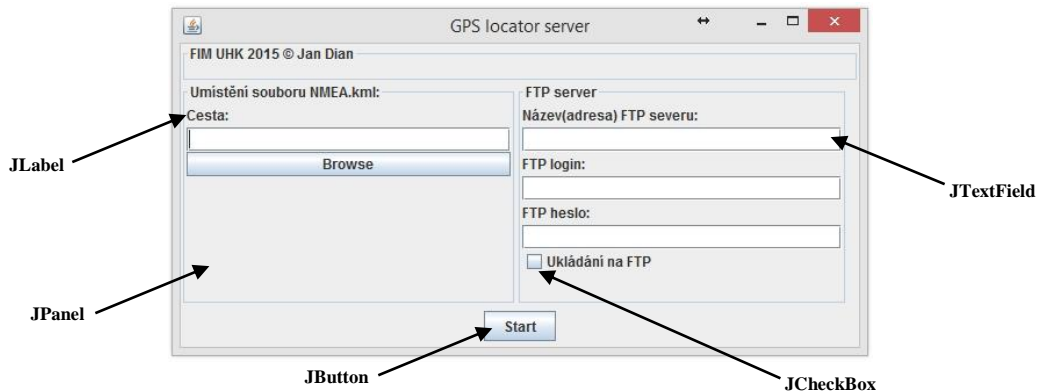 GPS locator server
FIM UHK 2015 © Jan Dian
Umístění souboru NMEA.kml:
Cesta:
Browse
FTP server
Název(adresa) FTP severu:
FTP login:
FTP heslo:
Ukládání na FTP
Start
JLabel
JTextField
JPanel
JButton
JCheckBox